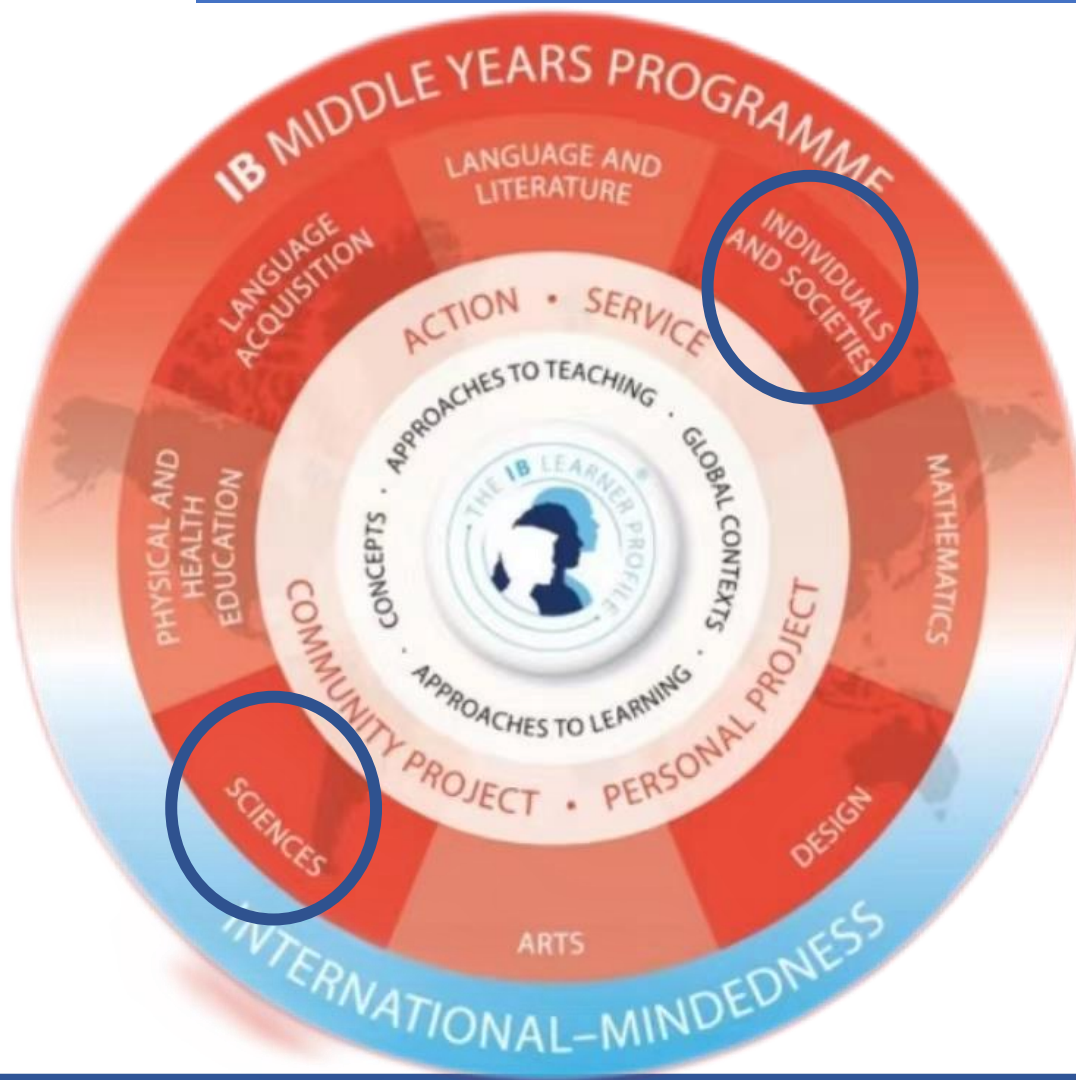 IB MIDDLE YEARS PROGRAMME
LANGUAGE AND
LITERATURE
INDIVIDUALS
AND SOCIETIES
LANGUAGE
ACQUISITION
MATHEMATICS
PHYSICAL AND
HEALTH
EDUCATION
DESIGN
SCIENCES
ARTS
ACTION • SERVICE
COMMUNITY PROJECT • PERSONAL PROJECT
APPROACHES TO TEACHING · GLOBAL CONTEXTS · APPROACHES TO LEARNING · CONCEPTS ·
THE IB LEARNER PROFILE ®
INTERNATIONAL–MINDEDNESS